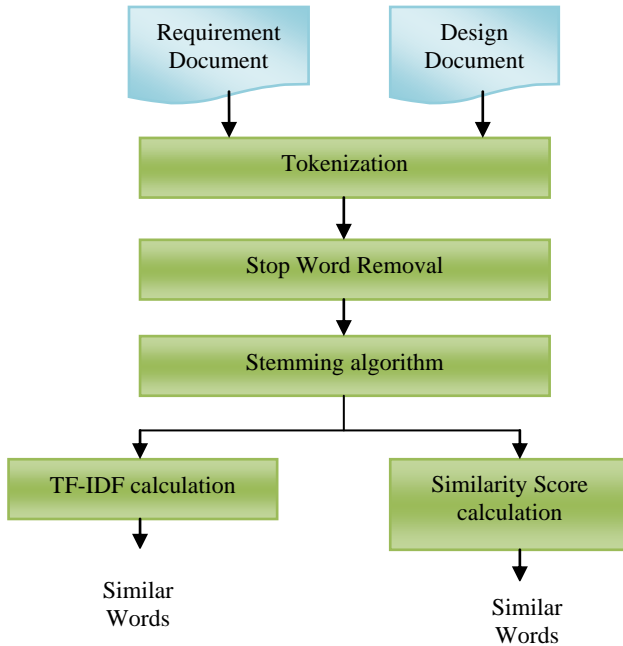 Requirement
Document
Design
Document
Tokenization
Stop Word Removal
Stemming algorithm
TF-IDF calculation
Similarity Score
calculation
Similar
Words
Similar
Words